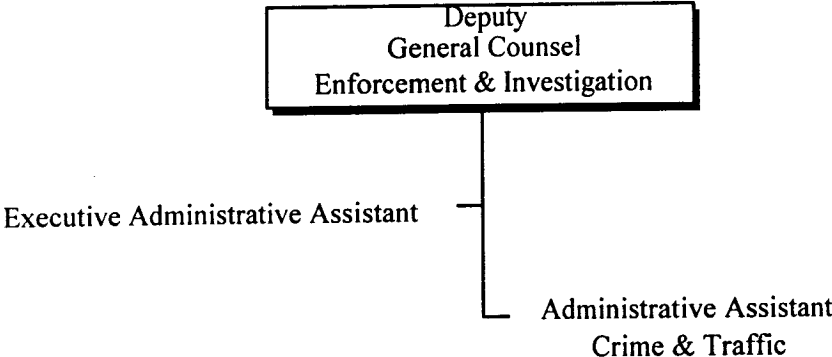 Deputy
General Counsel
Enforcement & Investigation
Executive Administrative Assistant
Administrative Assistant
Crime & Traffic